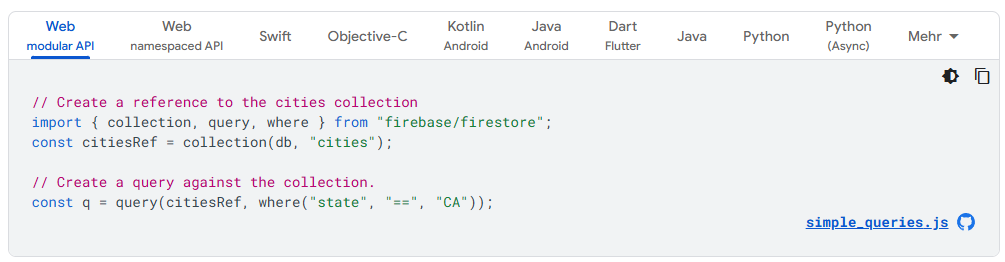 Web
modular API
Web
namespaced API
Swift
Objective-C
Kotlin
Android
Java
Android
Dart
Flutter
Java
Python
Python
(Async)
Mehr
// Create a reference to the cities collection
import { collection, query, where } from "firebase/firestore";
const citiesRef = collection(db, "cities");

// Create a query against the collection.
const q = query(citiesRef, where("state", "==", "CA"));
simple_queries.js